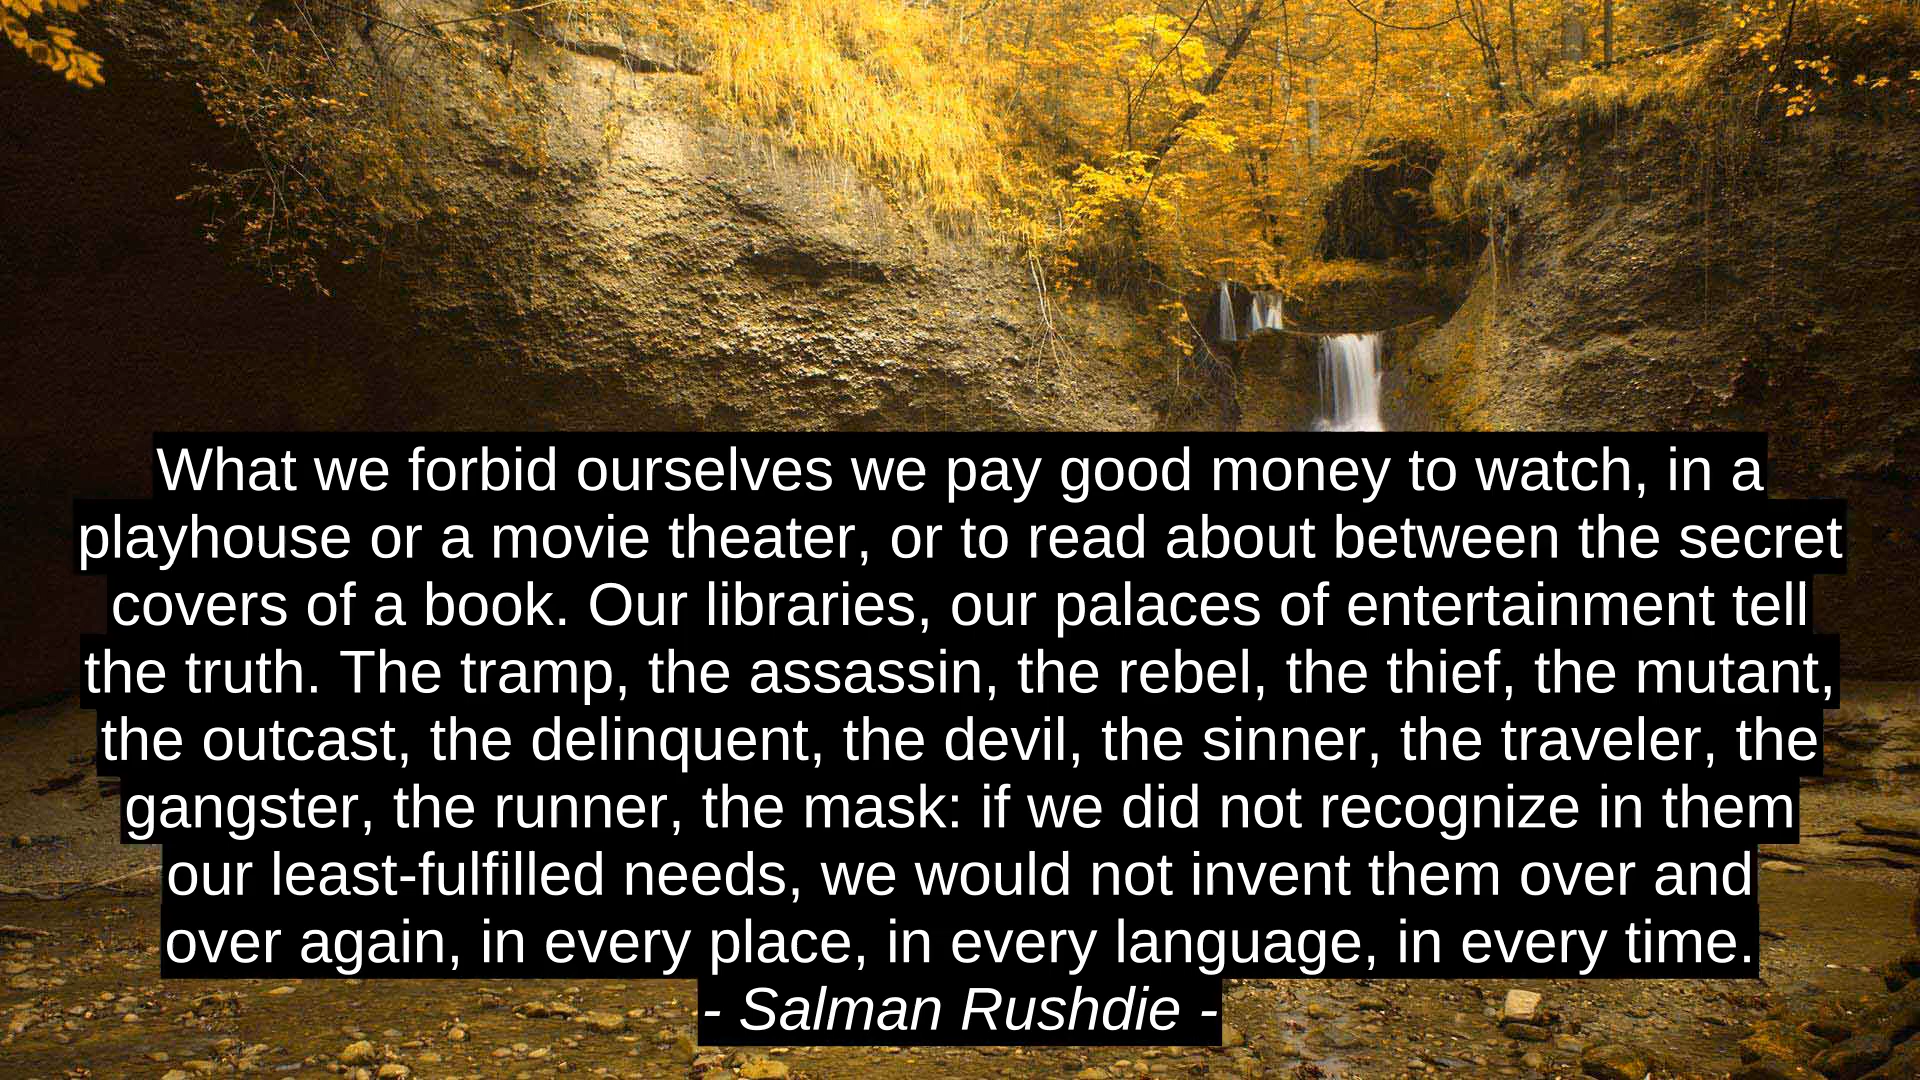 What we forbid ourselves we pay good money to watch, in a
playhouse or a movie theater, or to read about between the secret
covers of a book. Our libraries, our palaces of entertainment tell
the truth. The tramp, the assassin, the rebel, the thief, the mutant,
the outcast, the delinquent, the devil, the sinner, the traveler, the
gangster, the runner, the mask: if we did not recognize in them
our least-fulfilled needs, we would not invent them over and
over again, in every place, in every language, in every time.
- Salman Rushdie -